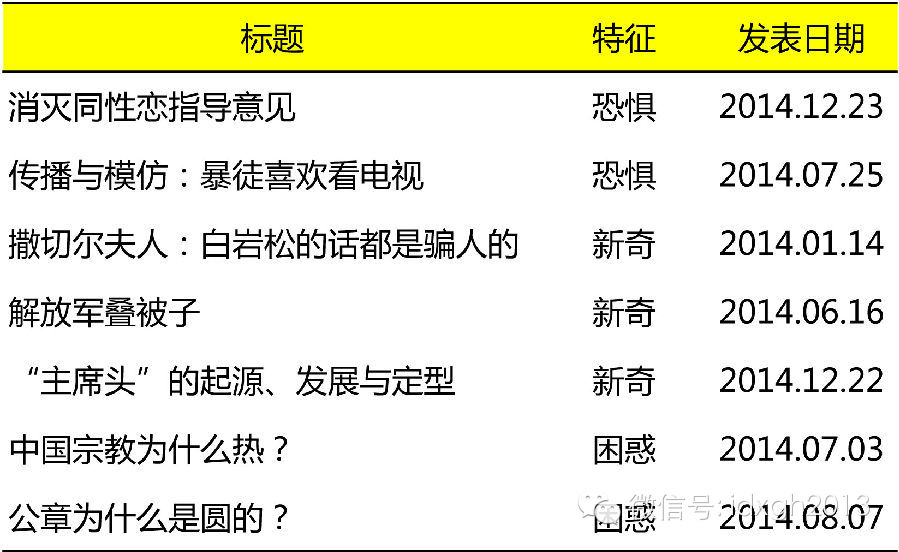 标题 特征 发表日期
消灭同性恋指导意见 恐惧 2014.12.23
传播与模仿：暴徒喜欢看电视 恐惧 2014.07.25
撒切尔夫人：白岩松的话都是骗人的 新奇 2014.01.14
解放军叠被子 新奇 2014.06.16
“主席头”的起源、发展与定型 新奇 2014.12.22
中国宗教为什么热？ 困惑 2014.07.03
公章为什么是圆的？ 困惑 2014.08.07
微信号: